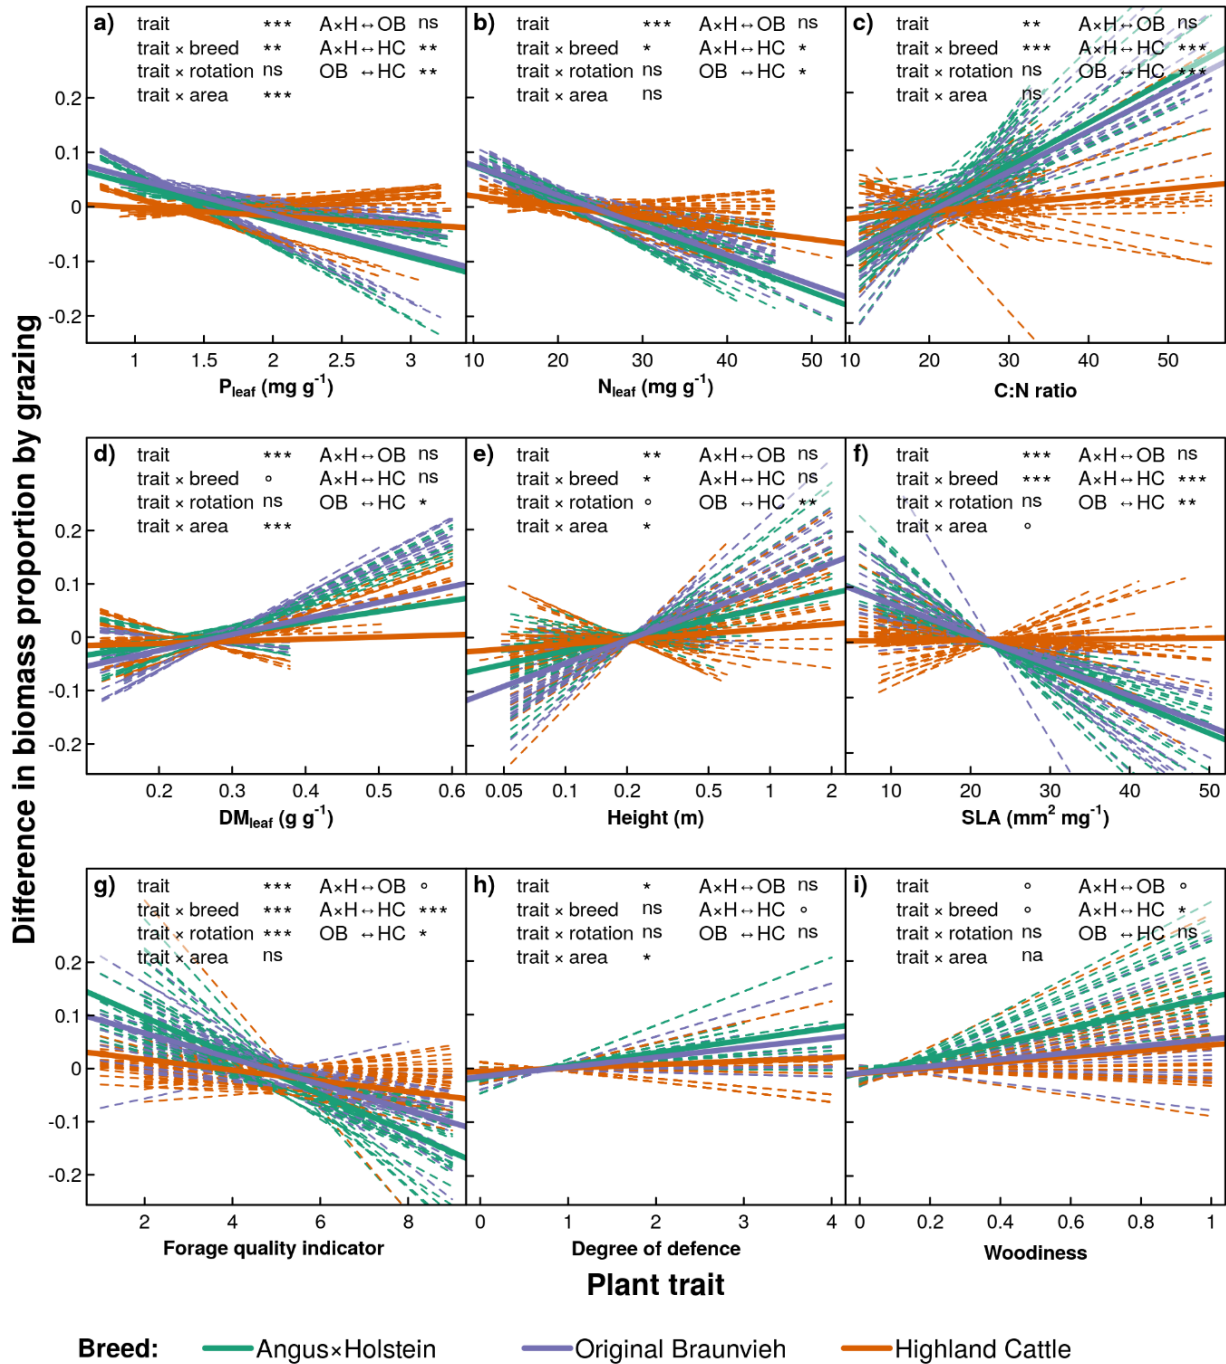 a) trait *** A×H↔OB ns
trait × breed ** A×H↔HC **
trait × rotation ns OB ↔HC **
trait × area ***
b) trait *** A×H↔OB ns
trait × breed * A×H↔HC *
trait × rotation ns OB ↔HC *
trait × area ns
c) trait ** A×H↔OB ns
trait × breed *** A×H↔HC ***
trait × rotation ns OB ↔HC ***
trait × area ns
0.2
0.1
0
-0.1
-0.2
1 1.5 2 2.5 3
10 20 30 40 50
10 20 30 40 50
P leaf (mg g-1)
N leaf (mg g-1)
C:N ratio
d) trait *** A×H↔OB ns
trait × breed ° A×H↔HC ns
trait × rotation ns OB ↔HC *
trait × area ***
e) trait ** A×H↔OB ns
trait × breed * A×H↔HC ns
trait × rotation ° OB ↔HC **
trait × area *
f) trait *** A×H↔OB ns
trait × breed *** A×H↔HC ***
trait × rotation ns OB ↔HC **
trait × area °
0.2
0.1
0
-0.1
-0.2
0.2 0.3 0.4 0.5 0.6
0.05 0.1 0.2 0.5 1 2
10 20 30 40 50
DM leaf (g g-1)
Height (m)
SLA (mm2 mg-1)
g) trait *** A×H↔OB °
trait × breed *** A×H↔HC ***
trait × rotation *** OB ↔HC *
trait × area ns
h) trait * A×H↔OB ns
trait × breed ns A×H↔HC °
trait × rotation ns OB ↔HC ns
trait × area *
i) trait ° A×H↔OB °
trait × breed ° A×H↔HC *
trait × rotation ns OB ↔HC ns
trait × area na
0.2
0.1
0
-0.1
-0.2
2 4 6 8
0 1 2 3 4
0 0.2 0.4 0.6 0.8 1
Forage quality indicator
Degree of defence
Woodiness
Difference in biomass proportion by grazing
Plant trait
Breed: Angus×Holstein Original Braunvieh Highland Cattle